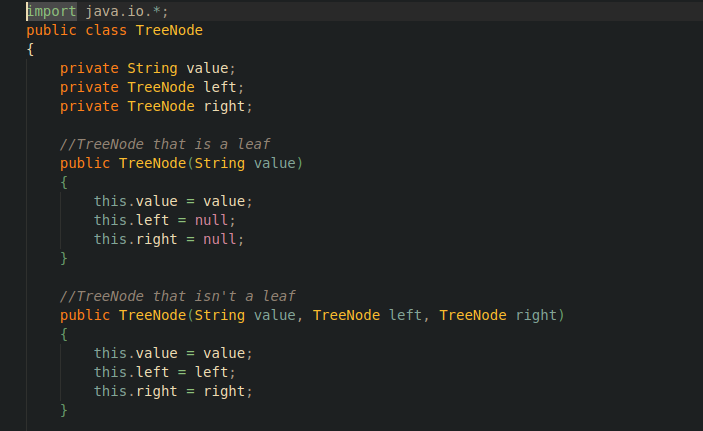 import java.io.*;
public class TreeNode
{
    private String value;
    private TreeNode left;
    private TreeNode right;

    //TreeNode that is a leaf
    public TreeNode(String value)
    {
        this.value = value;
        this.left = null;
        this.right = null;
    }

    //TreeNode that isn't a leaf
    public TreeNode(String value, TreeNode left, TreeNode right)
    {
        this.value = value;
        this.left = left;
        this.right = right;
    }